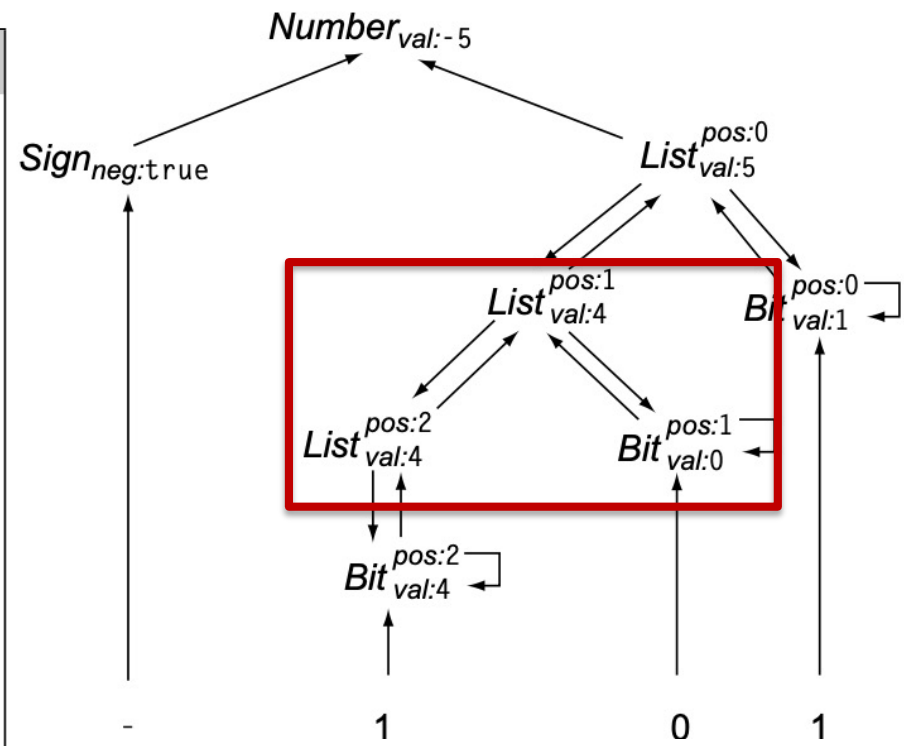 Number val:-5
Sign neg:true
List pos:0 val:5
List pos:1 val:4
Bit pos:0 val:1
List pos:2 val:4
Bit pos:1 val:0
Bit pos:2 val:4
- 1 0 1